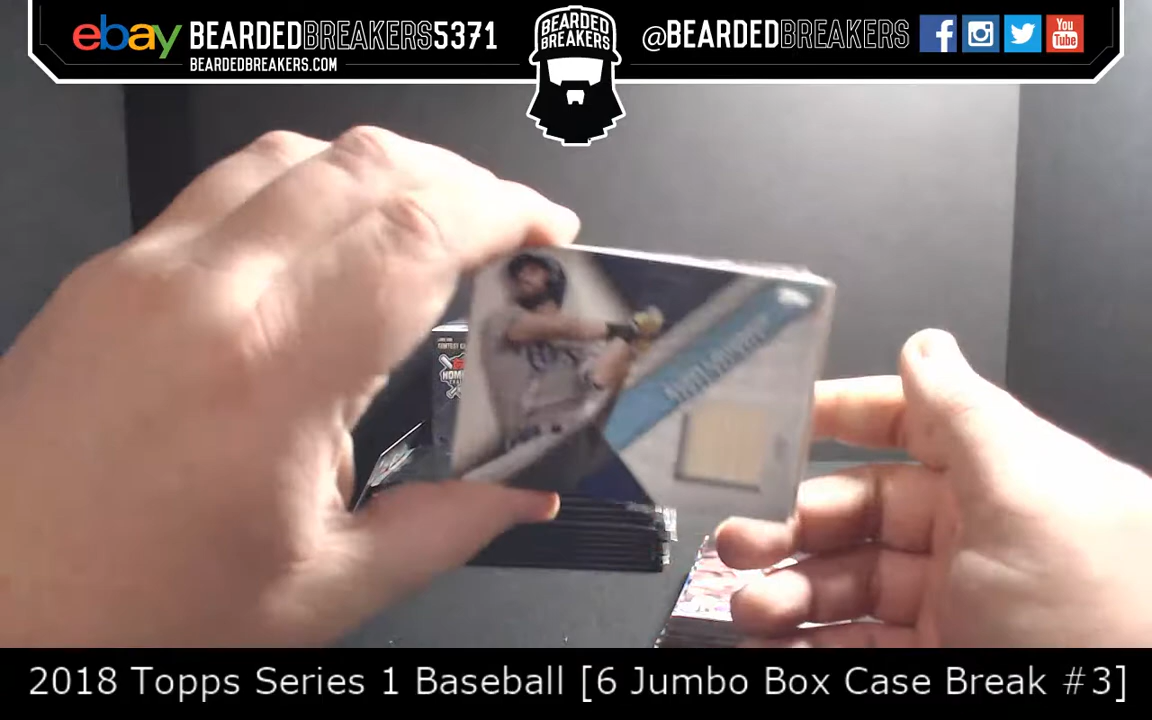 ebay BEARDEDBREAKERS5371
BEARDEDBREAKERS.COM
BEARDED
BREAKERS
@BEARDEDBREAKERS
You
Tube
2018 Topps Series 1 Baseball [6 Jumbo Box Case Break #3]